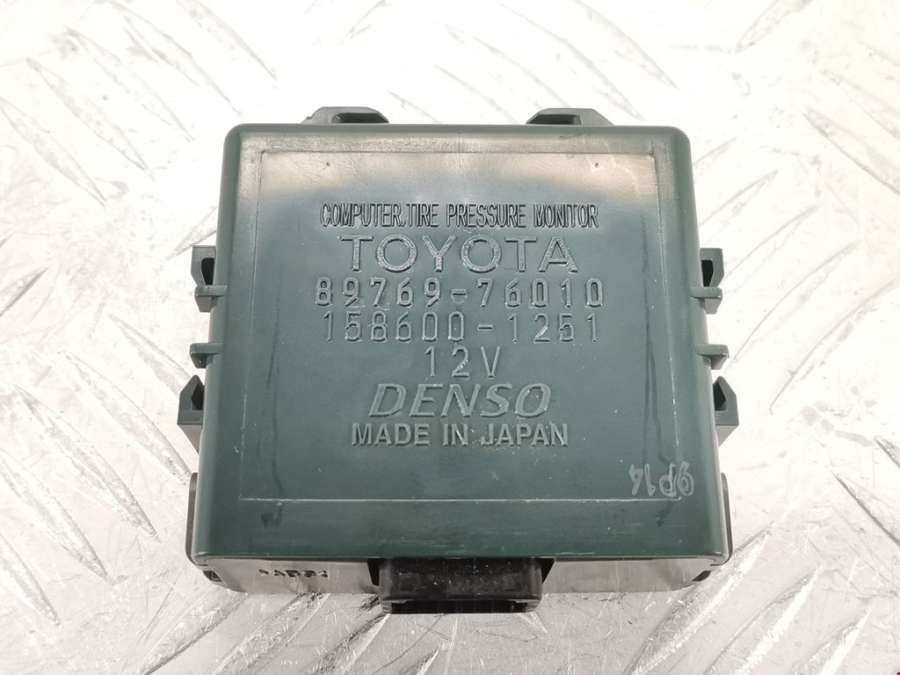 COMPUTER.TIRE PRESSURE MONITOR
TOYOTA
89769-76010
158600-1251
12V
DENSO
MADE IN JAPAN
9P14